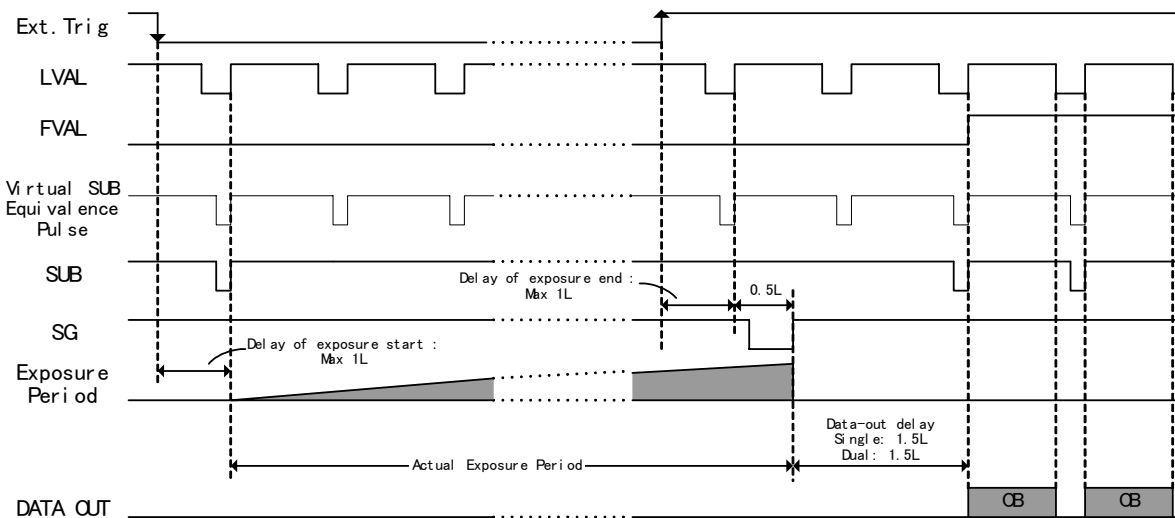 Ext. Trig
LVAL
FVAL
Virtual SUB
Equivalence
Pulse
SUB
Delay of exposure end :
Max 1L
0.5L
SG
Delay of exposure start :
Max 1L
Exposure
Period
Data-out delay
Single: 1.5L
Dual: 1.5L
Actual Exposure Period
DATA OUT
OB
OB